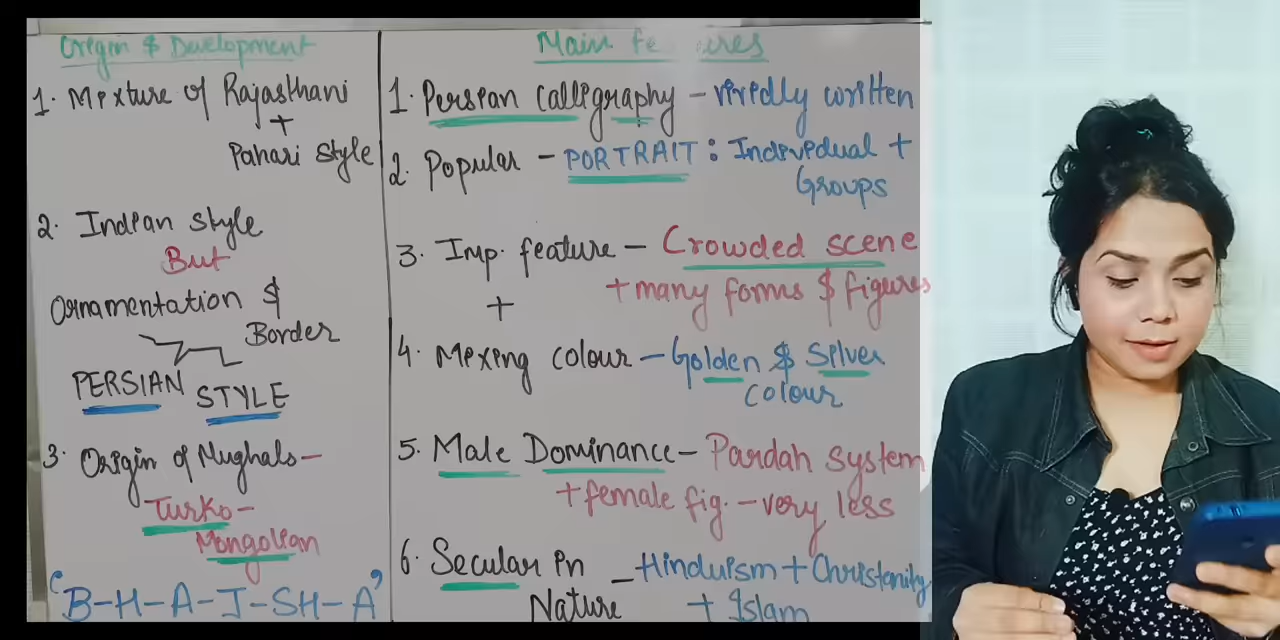 Origin & Development
1. Mixture of Rajasthani
+
Pahari Style
2. Indian style
But
Ornamentation &
Border
PERSIAN
STYLE
3. Origin of Mughals -
Turko -
Mongolian
"B-H-A-J-SH-A"
Main
1. Persian Calligraphy - vividly written
2. Popular - PORTRAIT : Individual +
Groups
3. Imp. feature - Crowded scene
+ many forms & figures
+
4. Mixing colour - Golden & Silver
colour
5. Male Dominance - Pardah system
+ female fig. - very less
6. Secular in
Nature
- Hinduism + Christanity
+ Islam